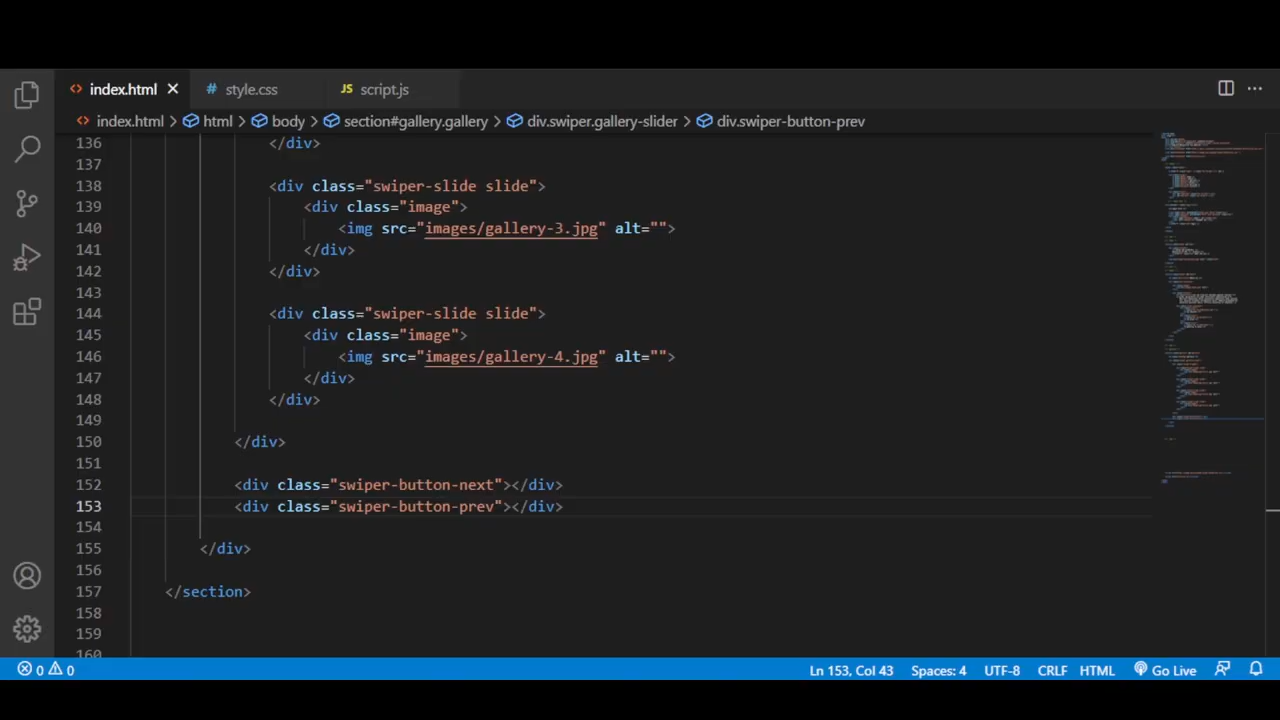 index.html
style.css
JS script.js
index.html > html > body > section#gallery.gallery > div.swiper.gallery-slider > div.swiper-button-prev
136 </div>
137
138 <div class="swiper-slide slide">
139 <div class="image">
140 <img src="images/gallery-3.jpg" alt="">
141 </div>
142 </div>
143
144 <div class="swiper-slide slide">
145 <div class="image">
146 <img src="images/gallery-4.jpg" alt="">
147 </div>
148 </div>
149
150 </div>
151
152 <div class="swiper-button-next"></div>
153 <div class="swiper-button-prev"></div>
154
155 </div>
156
157 </section>
158
159
160
0 0 Ln 153, Col 43 Spaces: 4 UTF-8 CRLF HTML Go Live